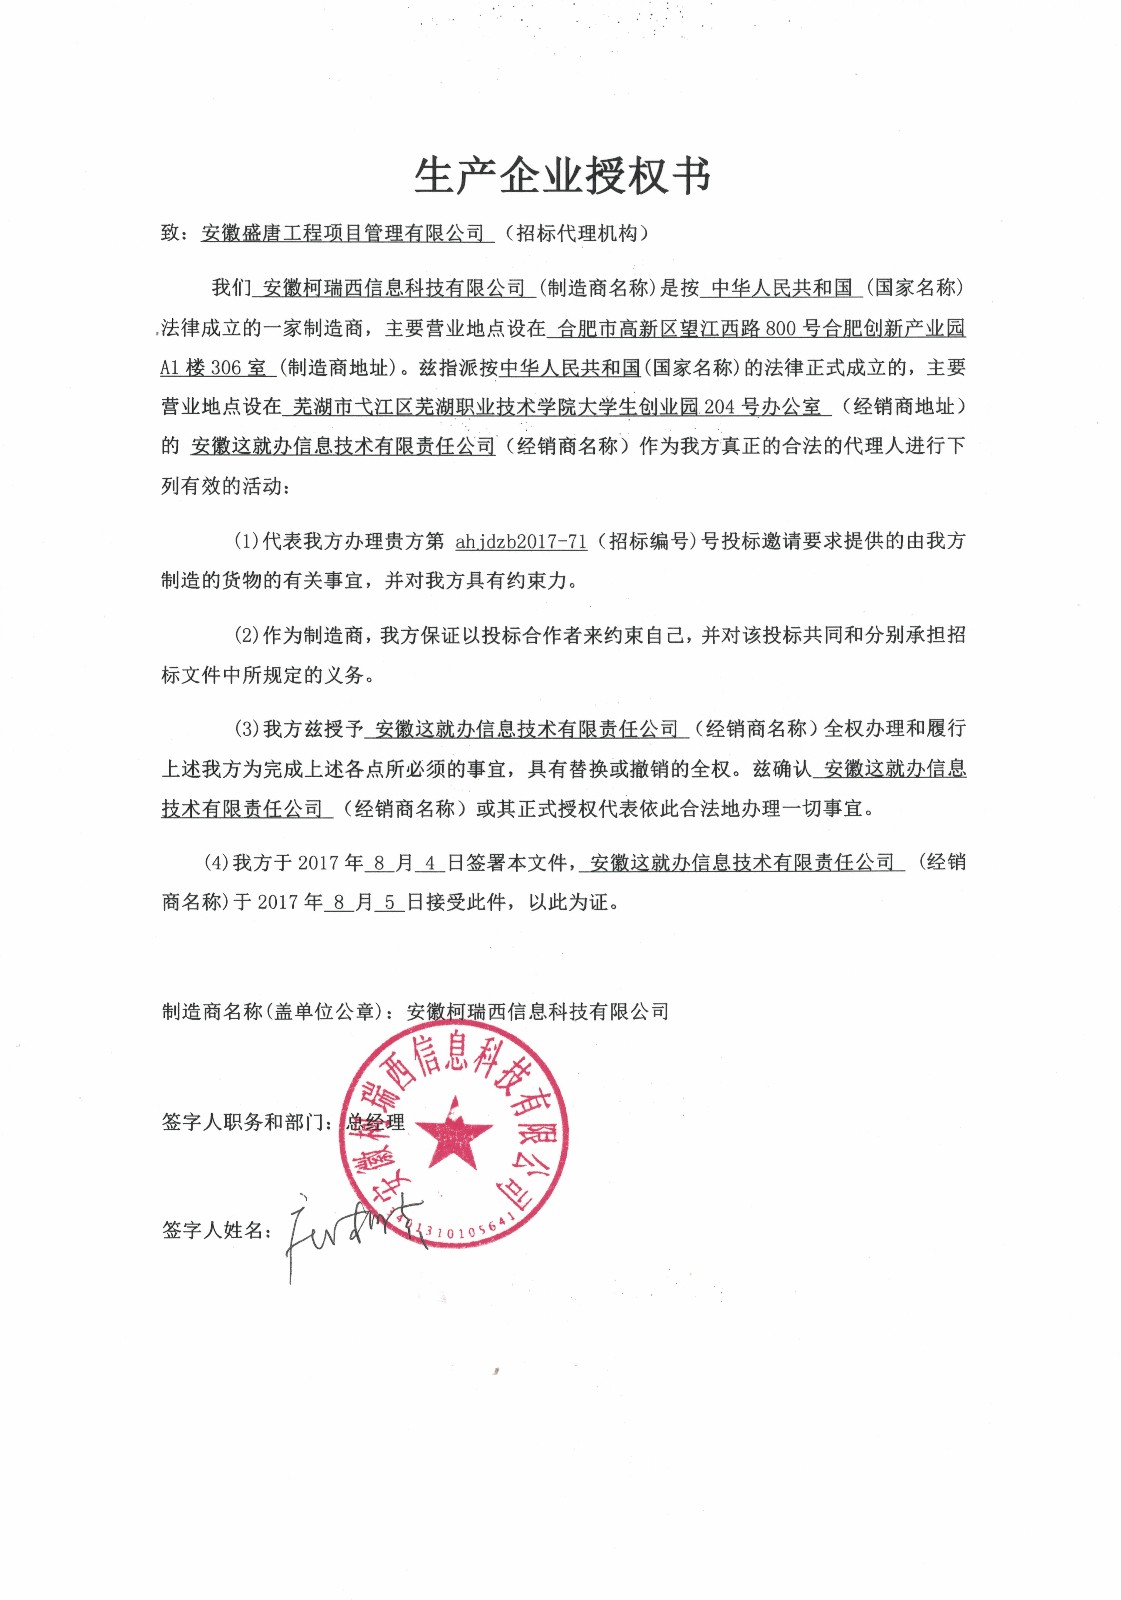 生产企业授权书
致：安徽盛唐工程项目管理有限公司（招标代理机构）
我们 安徽柯瑞西信息科技有限公司 (制造商名称)是按 中华人民共和国 (国家名称)
法律成立的一家制造商，主要营业地点设在 合肥市高新区望江西路 800 号合肥创新产业园
A1 楼 306 室 (制造商地址)。兹指派按中华人民共和国(国家名称)的法律正式成立的，主要
营业地点设在 芜湖市弋江区芜湖职业技术学院大学生创业园 204 号办公室 （经销商地址）
的 安徽这就办信息技术有限责任公司（经销商名称）作为我方真正的合法的代理人进行下
列有效的活动：
(1)代表我方办理贵方第 ahjdzb2017-71（招标编号)号投标邀请要求提供的由我方
制造的货物的有关事宜，并对我方具有约束力。
(2)作为制造商，我方保证以投标合作者来约束自己，并对该投标共同和分别承担招
标文件中所规定的义务。
(3)我方兹授予 安徽这就办信息技术有限责任公司 （经销商名称）全权办理和履行
上述我方为完成上述各点所必须的事宜，具有替换或撤销的全权。兹确认 安徽这就办信息
技术有限责任公司 （经销商名称）或其正式授权代表依此合法地办理一切事宜。
(4)我方于 2017 年 8 月 4 日签署本文件，安徽这就办信息技术有限责任公司 （经销
商名称)于 2017 年 8 月 5 日接受此件，以此为证。
制造商名称(盖单位公章)：安徽柯瑞西信息科技有限公司
安徽柯瑞西信息科技有限公司
签字人职务和部门：总经理
签字人姓名：
3401310105641